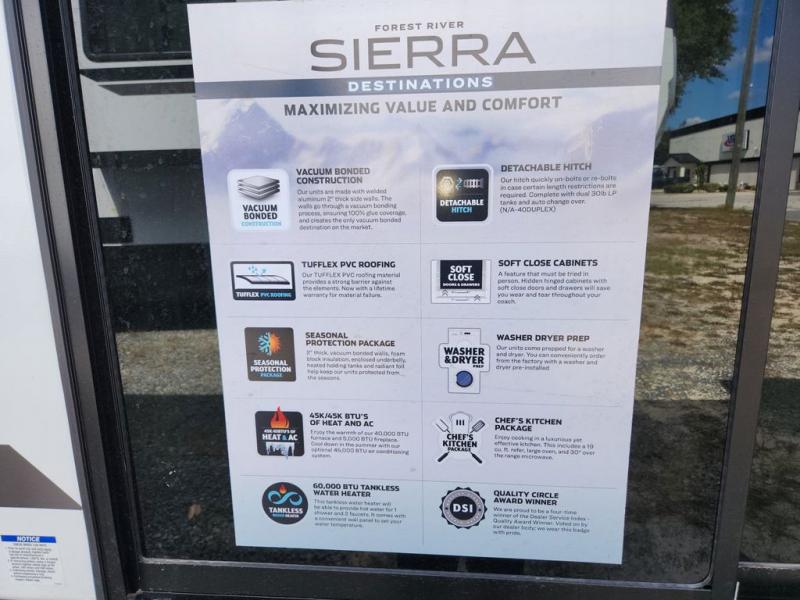 FOREST RIVER
SIERRA
DESTINATIONS
MAXIMIZING VALUE AND COMFORT
VACUUM
BONDED
CONSTRUCTION
VACUUM BONDED
CONSTRUCTION
Our units are made with welded
aluminum 2" thick side walls. The
walls go through a vacuum bonding
process, ensuring 100% glue coverage,
and creates the only vacuum bonded
destination on the market.
DETACHABLE
HITCH
DETACHABLE HITCH
Our hitch quickly un-bolts or re-bolts
in case certain length restrictions are
required. Complete with dual 30lb LP
tanks and auto change over.
(N/A-40DUPLEX)
TUFFLEX PVC ROOFING
TUFFLEX PVC ROOFING
Our TUFFLEX PVC roofing material
provides a strong barrier against
the elements. Now with a lifetime
warranty for material failure.
SOFT
CLOSE
DOORS & DRAWERS
SOFT CLOSE CABINETS
A feature that must be tried in
person. Hidden hinged cabinets with
soft close doors and drawers will save
you wear and tear throughout your
coach.
SEASONAL
PROTECTION
PACKAGE
SEASONAL
PROTECTION PACKAGE
2" thick, vacuum bonded walls, foam
block insulation, enclosed underbelly,
heated holding tanks and radiant foil
help keep our units protected from
the seasons.
WASHER
&DRYER
PREP
WASHER DRYER PREP
Our units come prepped for a washer
and dryer. You can conveniently order
from the factory with a washer and
dryer pre-installed
45K/45BTU'S OF
HEAT & AC
45K/45K BTU'S
OF HEAT AND AC
Enjoy the warmth of our 40,000 BTU
furnace and 5,000 BTU fireplace.
Cool down in the summer with our
optional 45,000 BTU air conditioning
system.
CHEF'S
KITCHEN
PACKAGE
CHEF'S KITCHEN
PACKAGE
Enjoy cooking in a luxurious yet
effective kitchen. This includes a 19
cu. ft. refer, large oven, and 30" over
the range microwave.
TANKLESS
WATER HEATER
60,000 BTU TANKLESS
WATER HEATER
This tankless water heater will
be able to provide hot water for 1
shower and 2 faucets. It comes with
a convenient wall panel to set your
water temperature.
DSI
QUALITY CIRCLE
AWARD WINNER
We are proud to be a four-time
winner of the Dealer Service Index -
Quality Award Winner. Voted on by
our dealer body; we wear this badge
with pride.
NOTICE